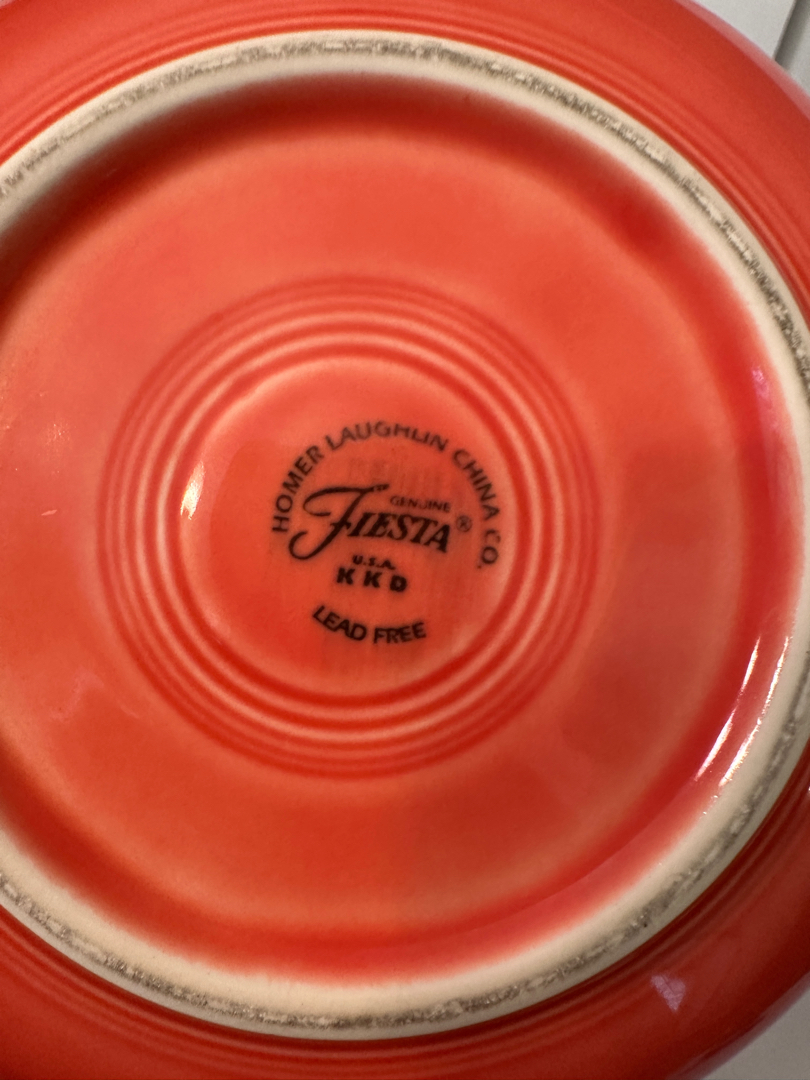 HOMER LAUGHLIN CHINA CO.
GENUINE
FIESTA®
U.S.A.
KKD
LEAD FREE